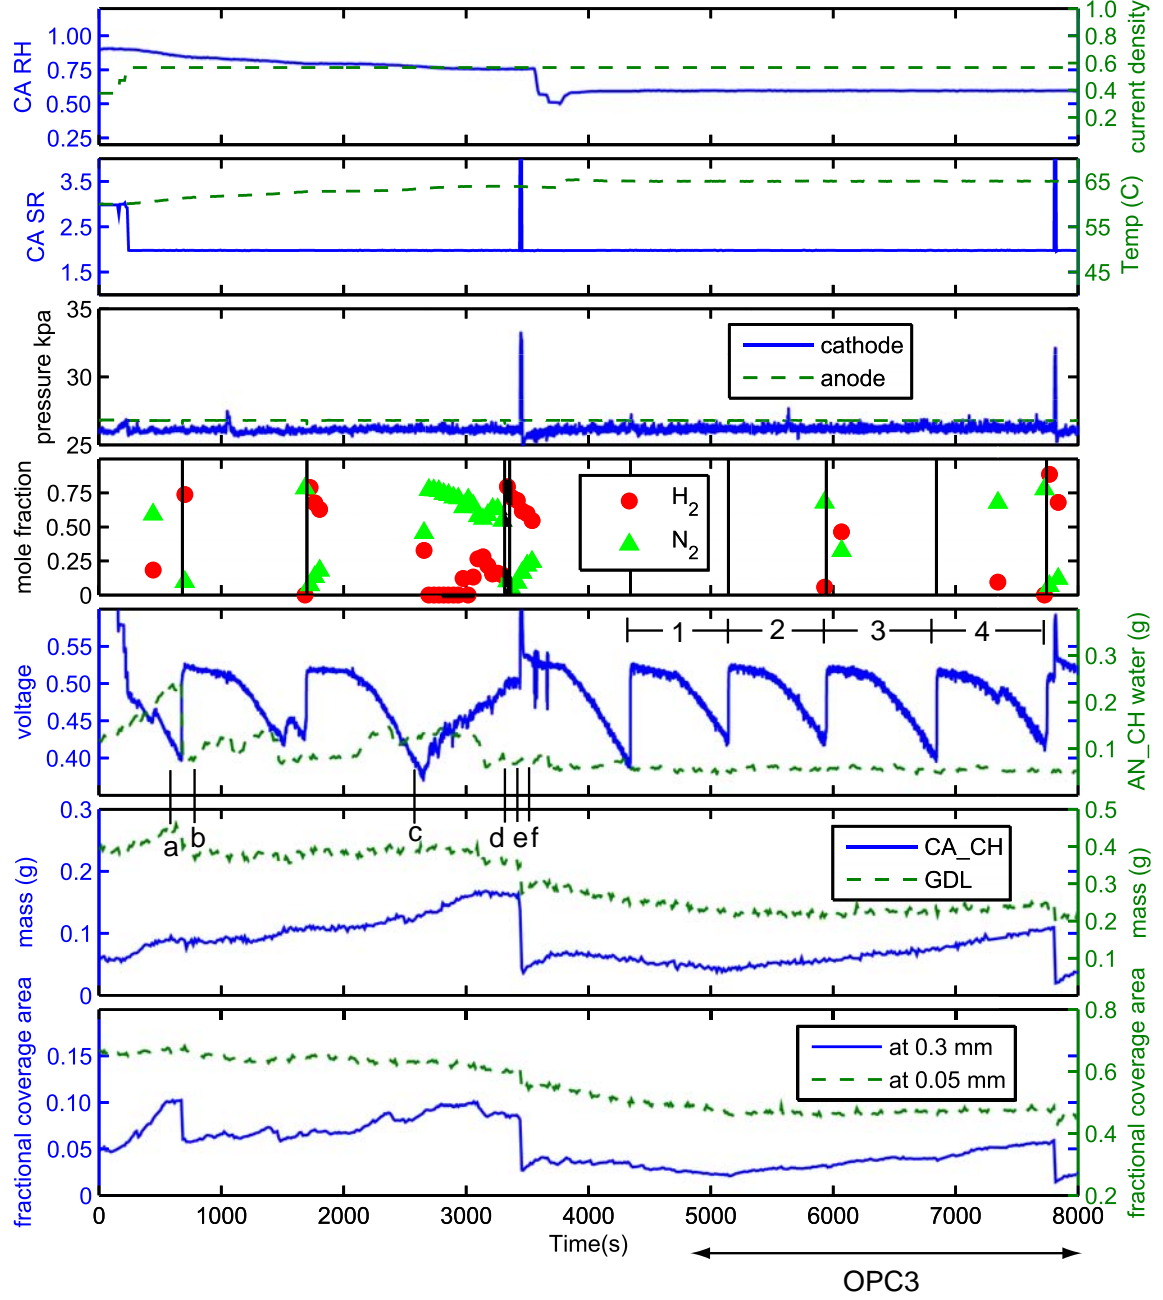 CA RH
1.00
0.75
0.50
0.25
1.0
0.8
0.6
0.4
0.2
current density
CA SR
3.5
2.5
1.5
65
55
45
Temp (C)
pressure kpa
35
30
25
cathode
anode
mole fraction
0.75
0.50
0.25
0
H2
N2
voltage
0.55
0.50
0.45
0.40
1 2 3 4
0.3
0.2
0.1
AN_CH water (g)
a b c d e f
mass (g)
0.3
0.2
0.1
0
CA_CH
GDL
0.5
0.4
0.3
0.2
0.1
mass (g)
fractional coverage area
0.15
0.10
0.05
0
at 0.3 mm
at 0.05 mm
0.8
0.6
0.4
0.2
fractional coverage area
0 1000 2000 3000 4000 5000 6000 7000 8000
Time(s)
OPC3